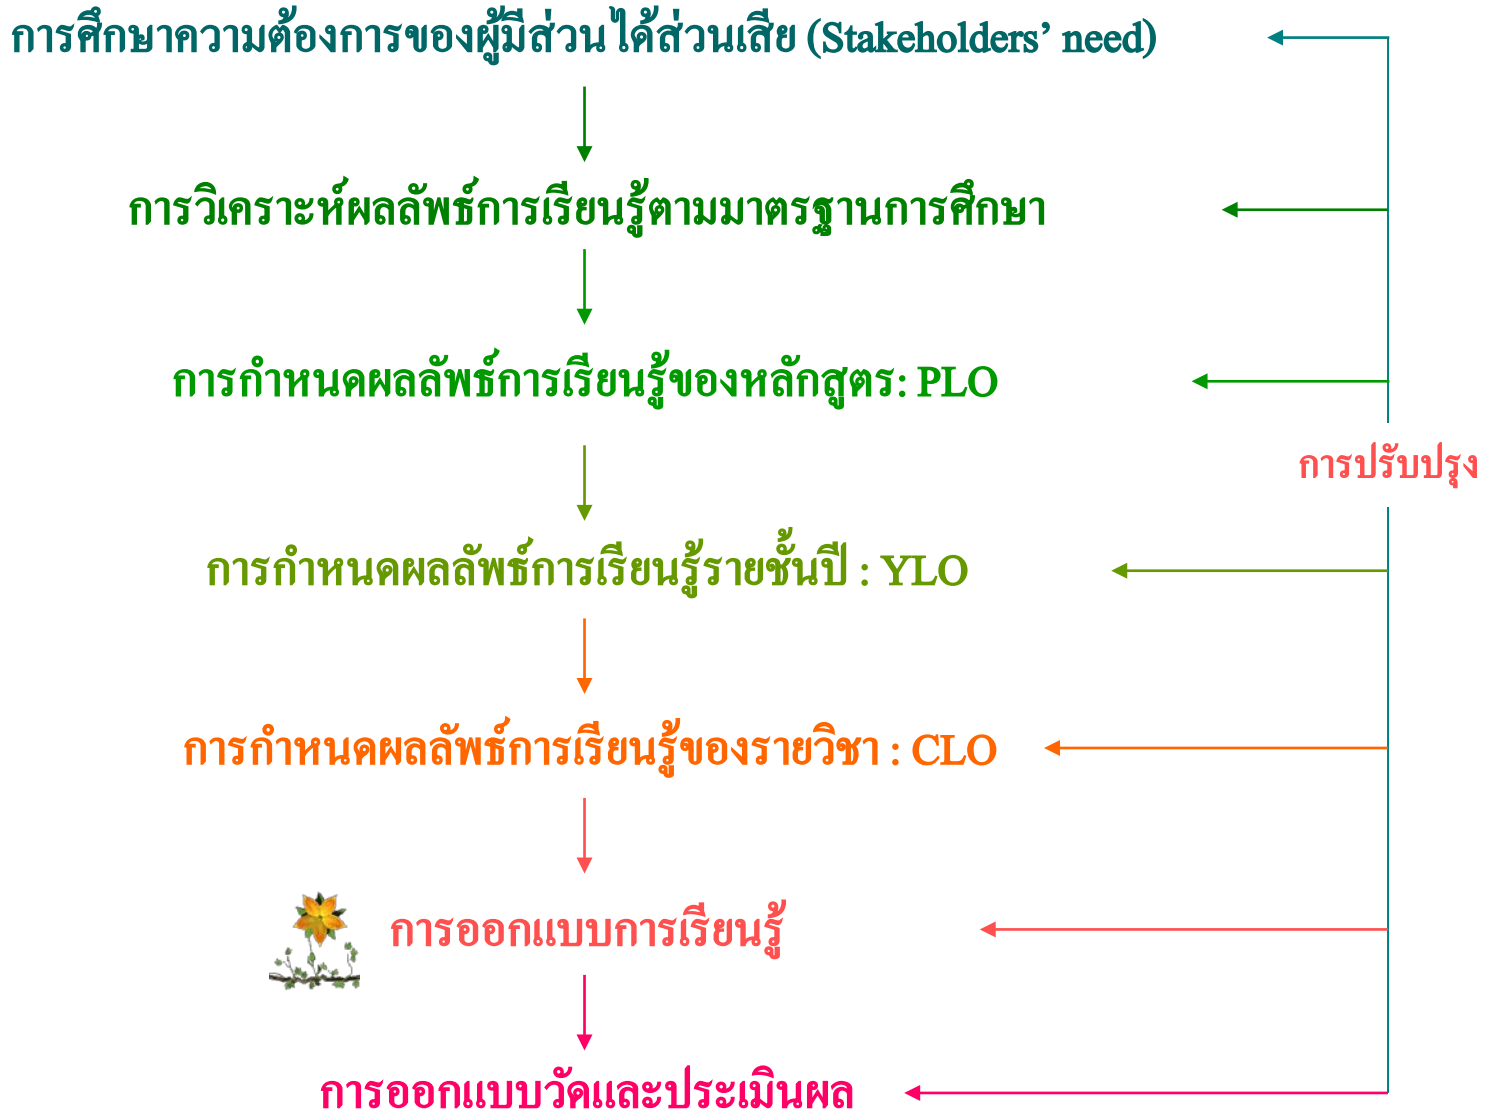 การศึกษาความต้องการของผู้มีส่วนได้ส่วนเสีย (Stakeholders’ need)
การวิเคราะห์ผลลัพธ์การเรียนรู้ตามมาตรฐานการศึกษา
การกำหนดผลลัพธ์การเรียนรู้ของหลักสูตร: PLO
การปรับปรุง
การกำหนดผลลัพธ์การเรียนรู้รายชั้นปี : YLO
การกำหนดผลลัพธ์การเรียนรู้ของรายวิชา : CLO
การออกแบบการเรียนรู้
การออกแบบวัดและประเมินผล